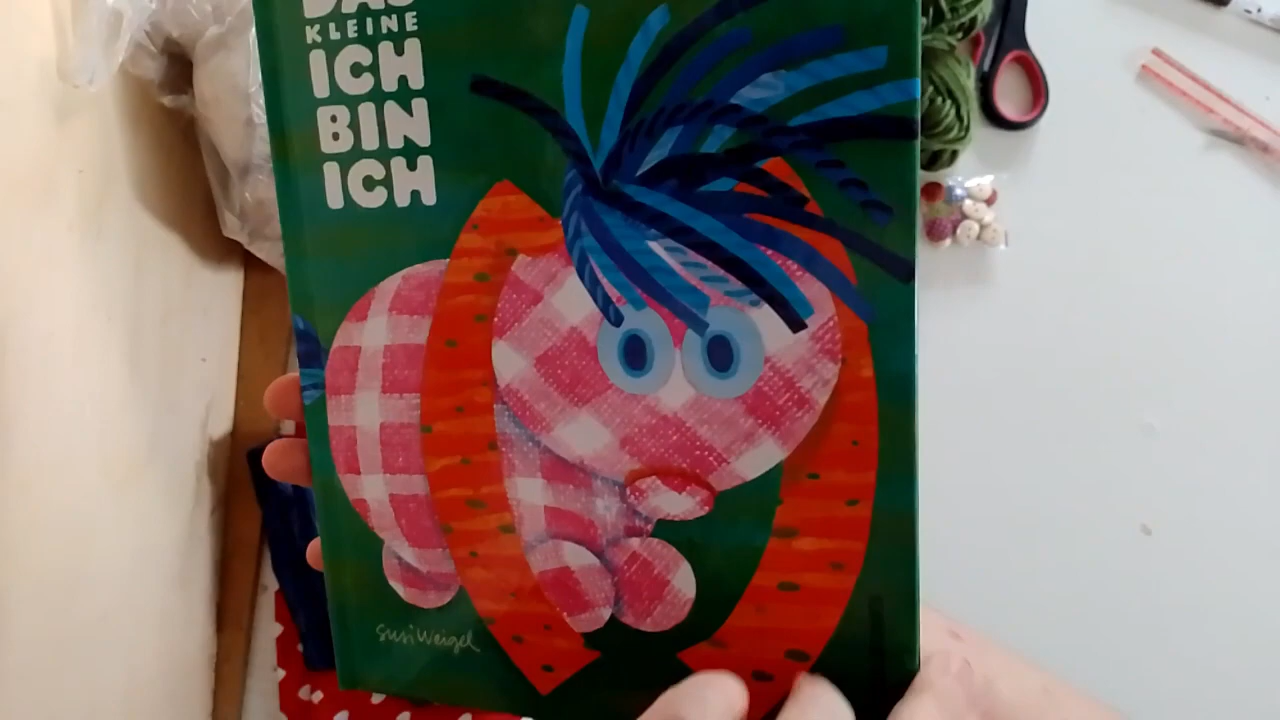 DAS
KLEINE
ICH
BIN
ICH
Susi Weigel